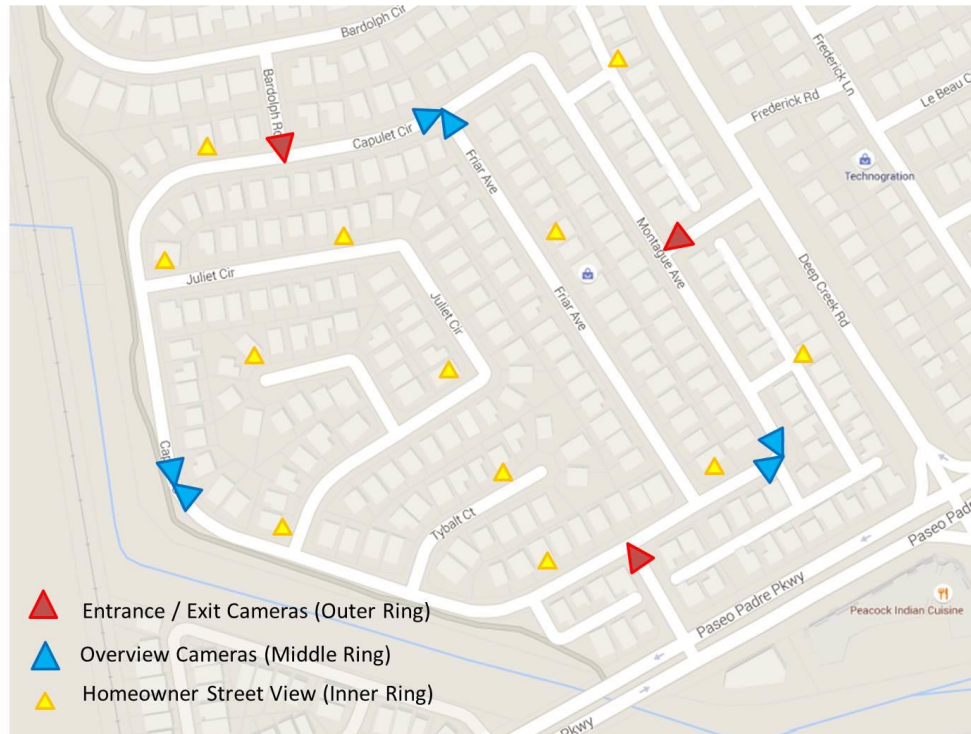 Bardolph Cir
Bardolph Rd
Capulet Cir
Frederick Ln
Le Beau C
Frederick Rd
Technogration
Friar Ave
Montague Ave
Juliet Cir
Juliet Cir
Friar Ave
Deep Creek Rd
Cap
Tybalt Ct
Paseo Padre
Paseo Padre Pkwy
Peacock Indian Cuisine
Pkwy
Entrance / Exit Cameras (Outer Ring)
Overview Cameras (Middle Ring)
Homeowner Street View (Inner Ring)